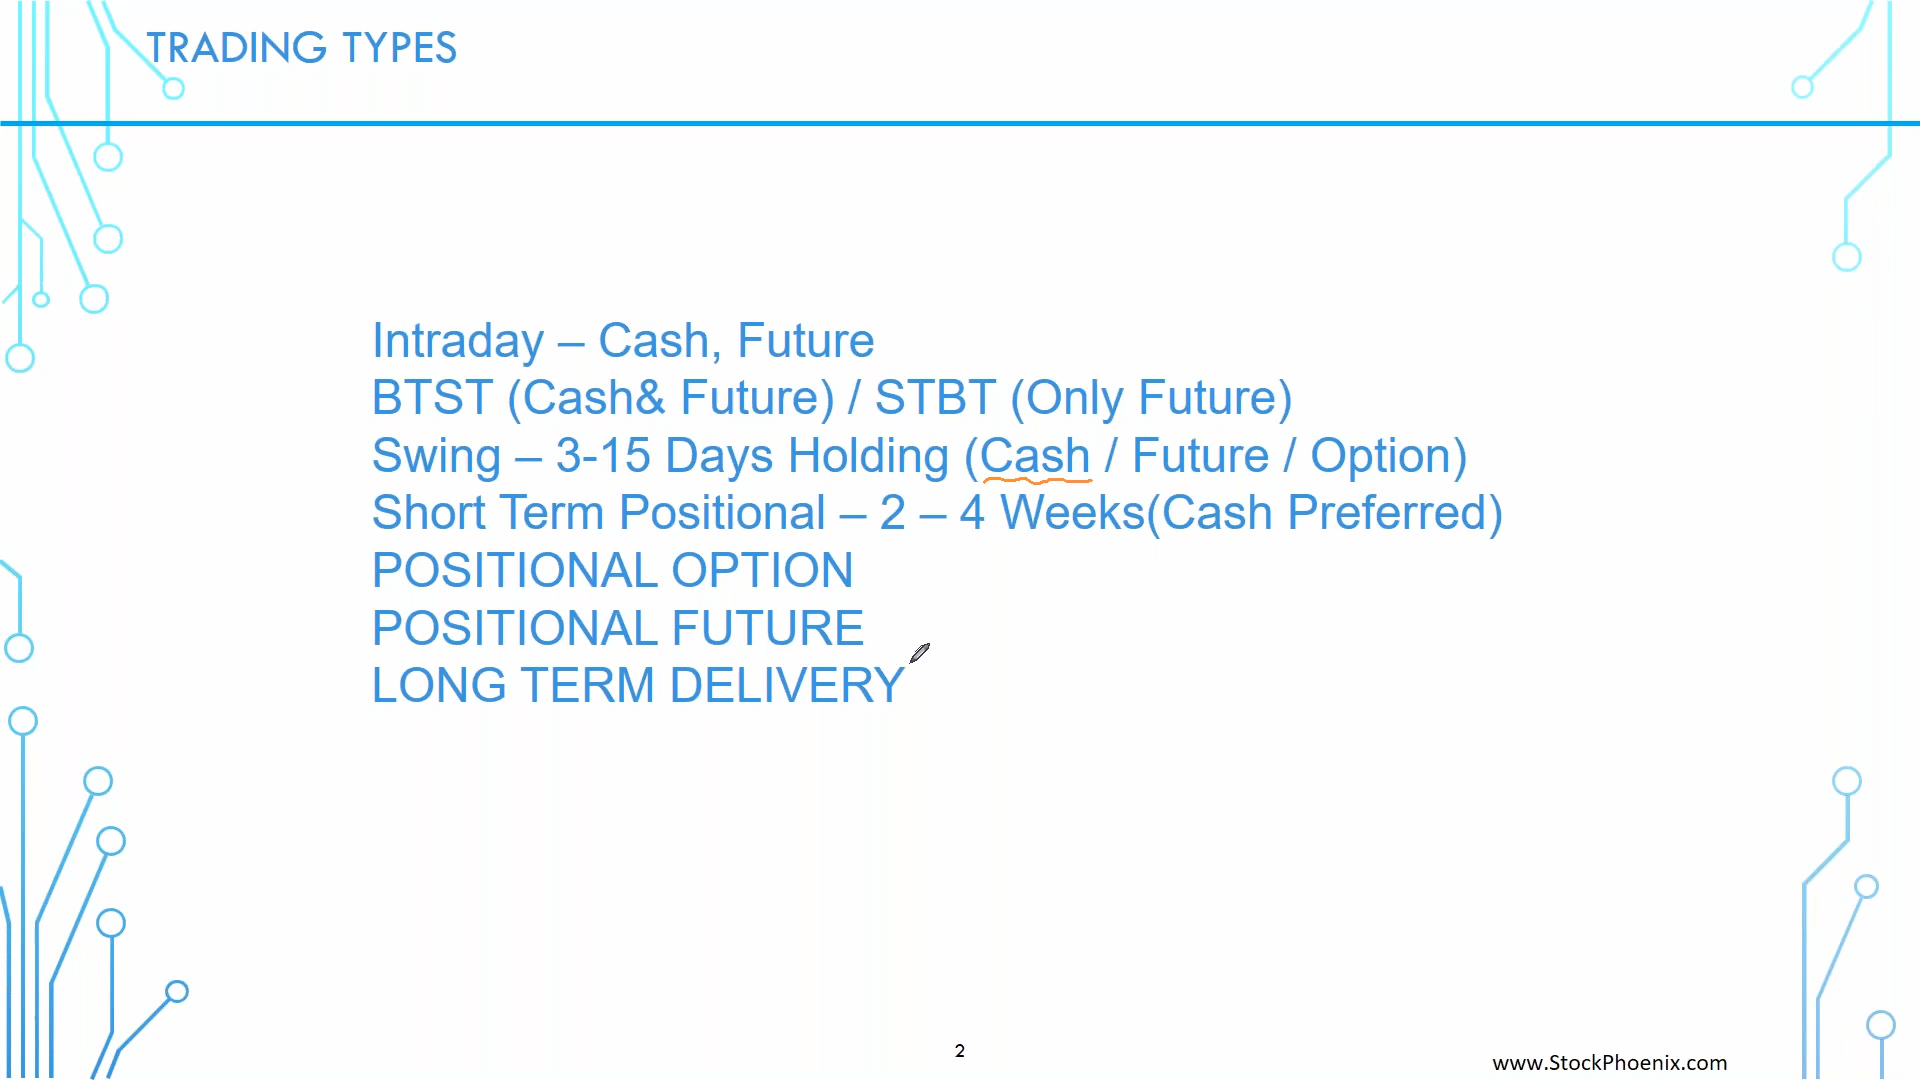 TRADING TYPES
Intraday – Cash, Future
BTST (Cash& Future) / STBT (Only Future)
Swing – 3-15 Days Holding (Cash / Future / Option)
Short Term Positional – 2 – 4 Weeks(Cash Preferred)
POSITIONAL OPTION
POSITIONAL FUTURE
LONG TERM DELIVERY
2
www.StockPhoenix.com